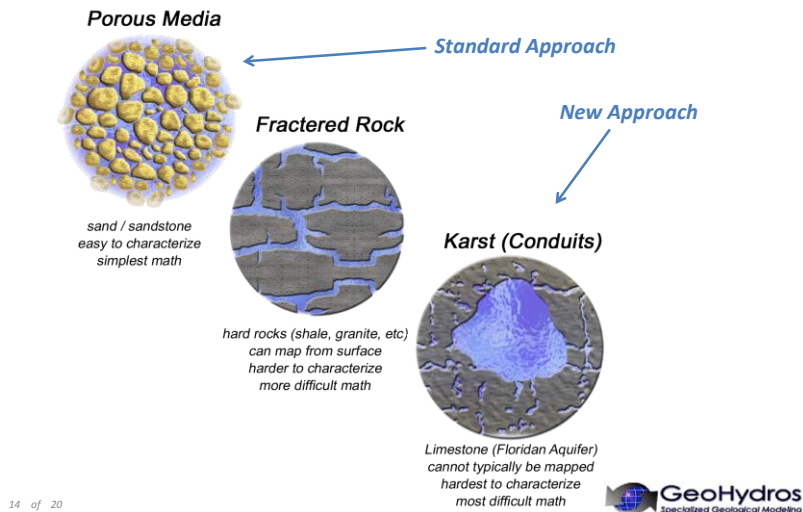 Porous Media
Standard Approach
sand / sandstone
easy to characterize
simplest math
Fractered Rock
New Approach
hard rocks (shale, granite, etc)
can map from surface
harder to characterize
more difficult math
Karst (Conduits)
Limestone (Floridan Aquifer)
cannot typically be mapped
hardest to characterize
most difficult math
14 of 20
GeoHydros
Specialized Geological Modeling